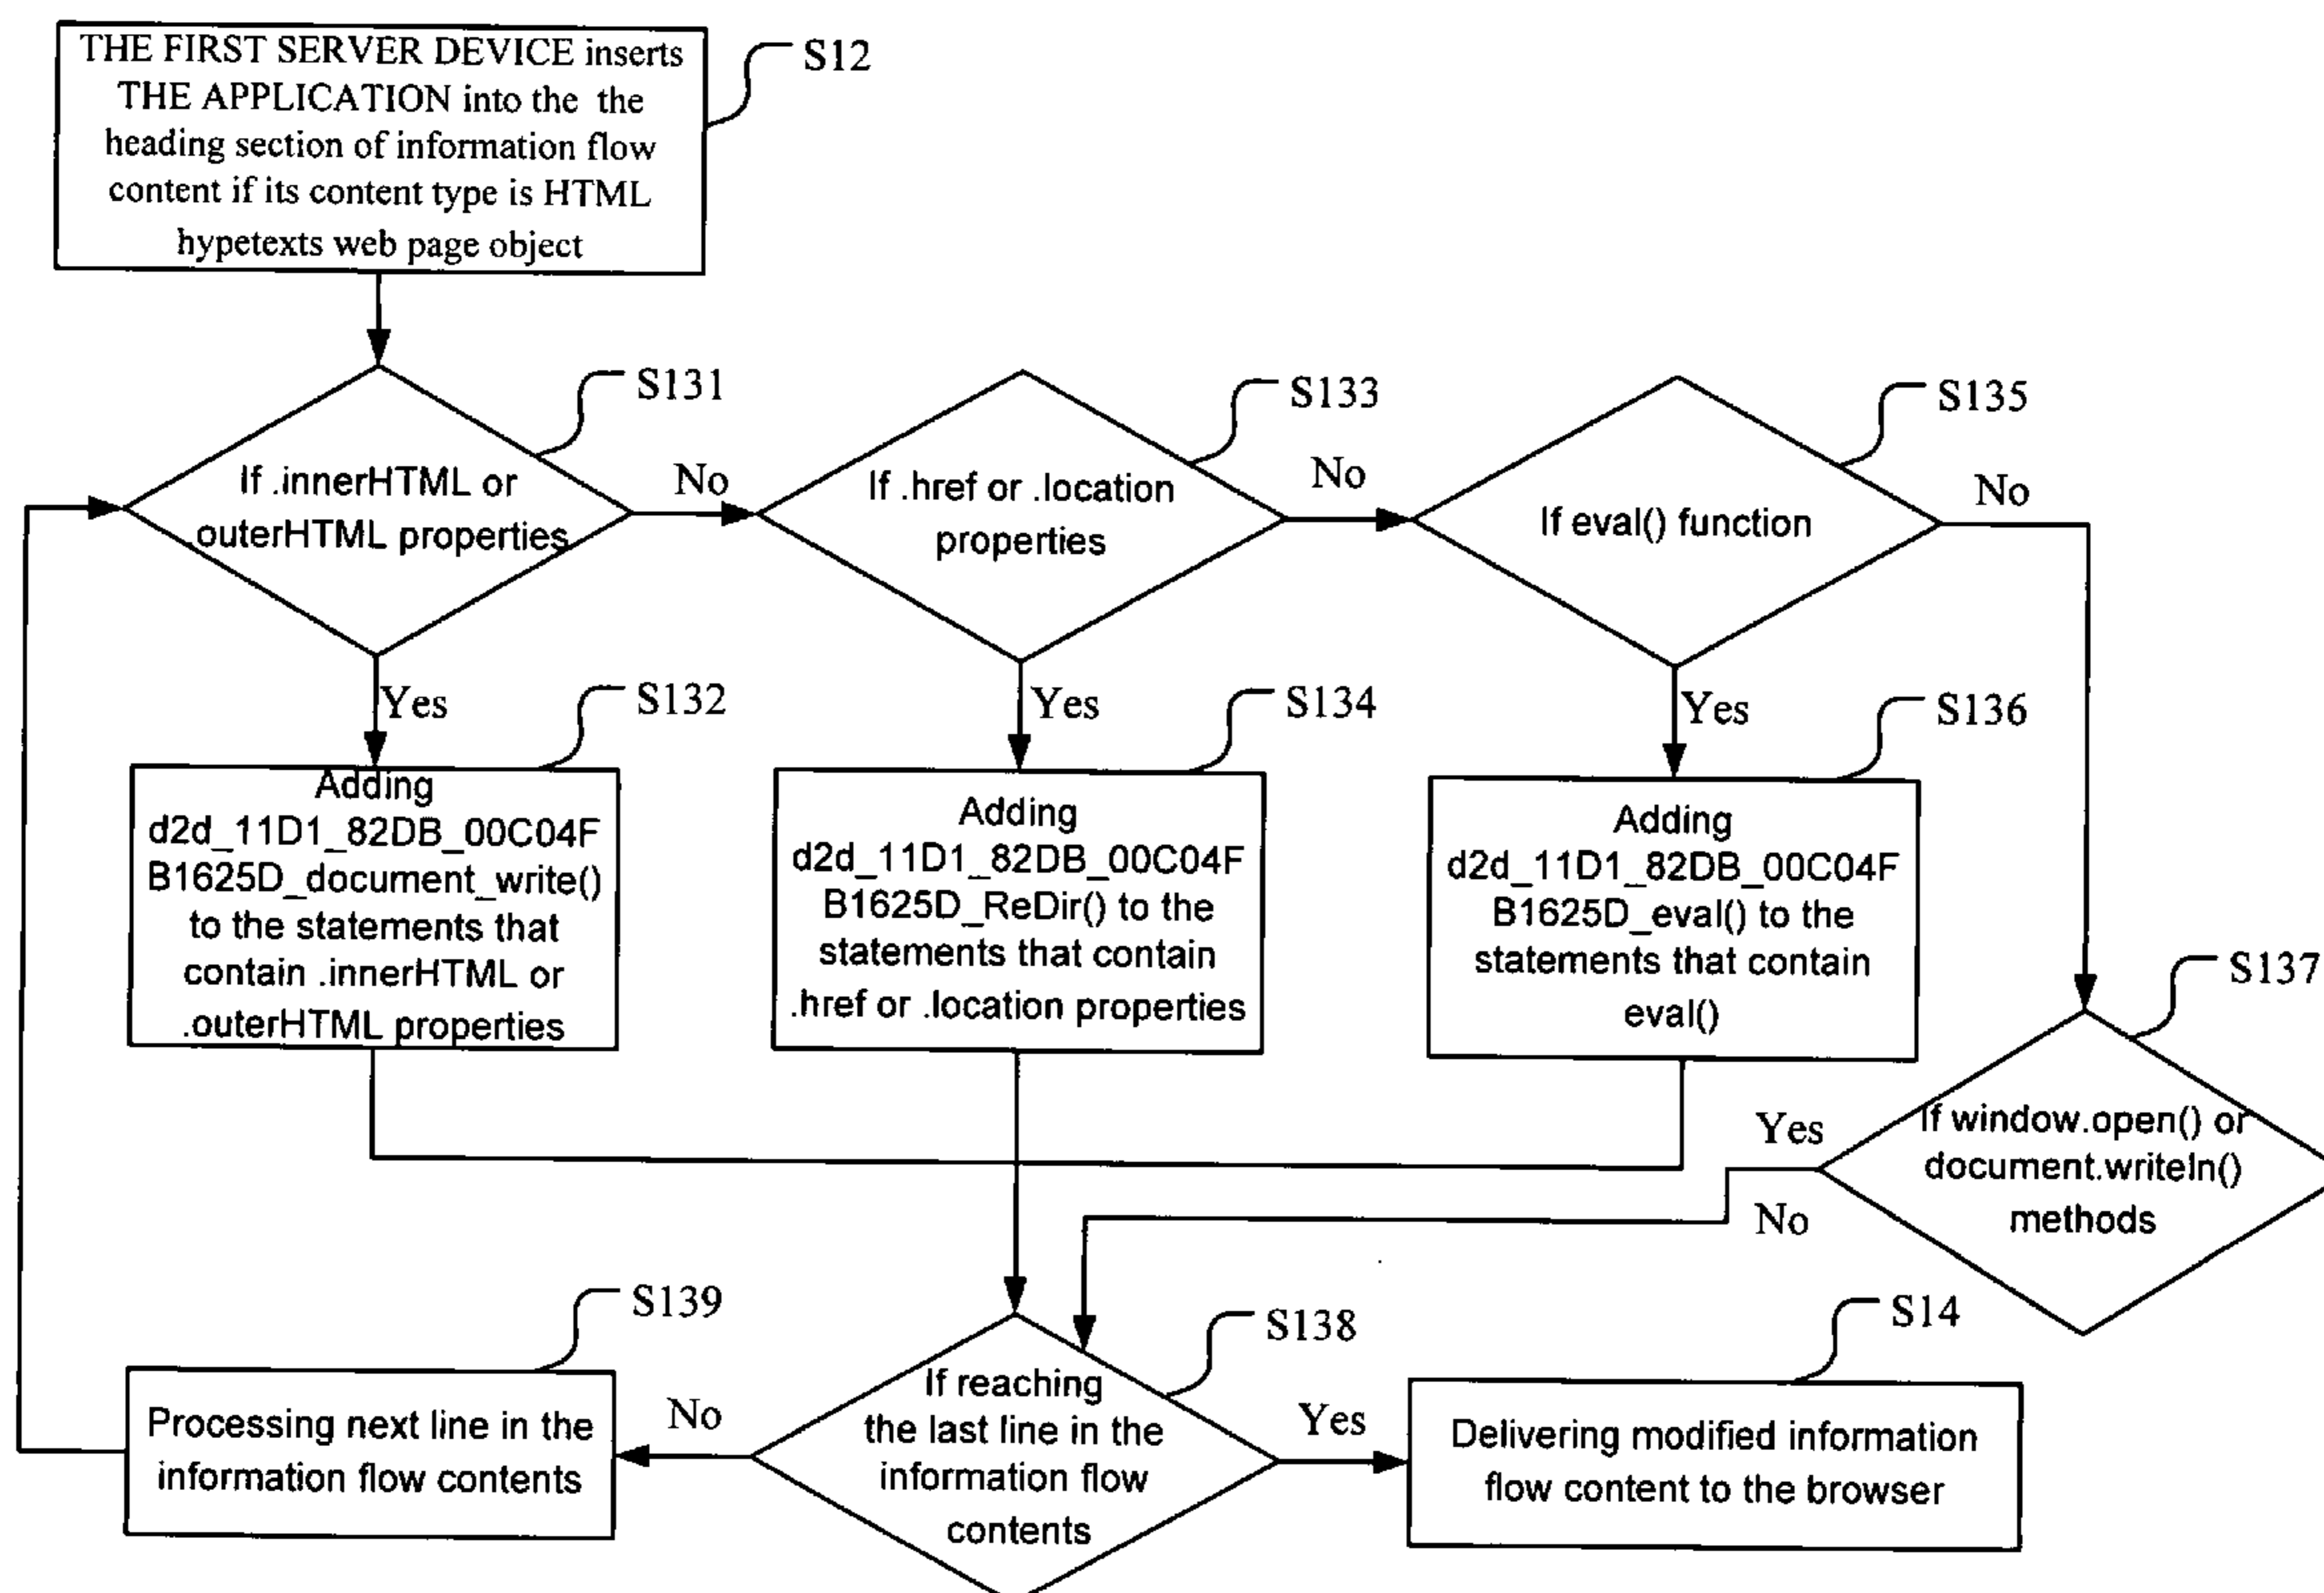 THE FIRST SERVER DEVICE inserts
THE APPLICATION into the the
heading section of information flow
content if its content type is HTML
hypetexts web page object
S12
If .innerHTML or
.outerHTML properties
S131
No
If .href or .location
properties
S133
No
If eval() function
S135
No
Yes
S132
Yes
S134
Yes
S136
Adding
d2d_11D1_82DB_00C04F
B1625D_document_write()
to the statements that
contain .innerHTML or
.outerHTML properties
Adding
d2d_11D1_82DB_00C04F
B1625D_ReDir() to the
statements that contain
.href or .location properties
Adding
d2d_11D1_82DB_00C04F
B1625D_eval() to the
statements that contain
eval()
S137
If window.open() or
document.writeln()
methods
Yes
No
S139
Processing next line in the
information flow contents
No
S138
If reaching
the last line in the
information flow
contents
Yes
S14
Delivering modified information
flow content to the browser